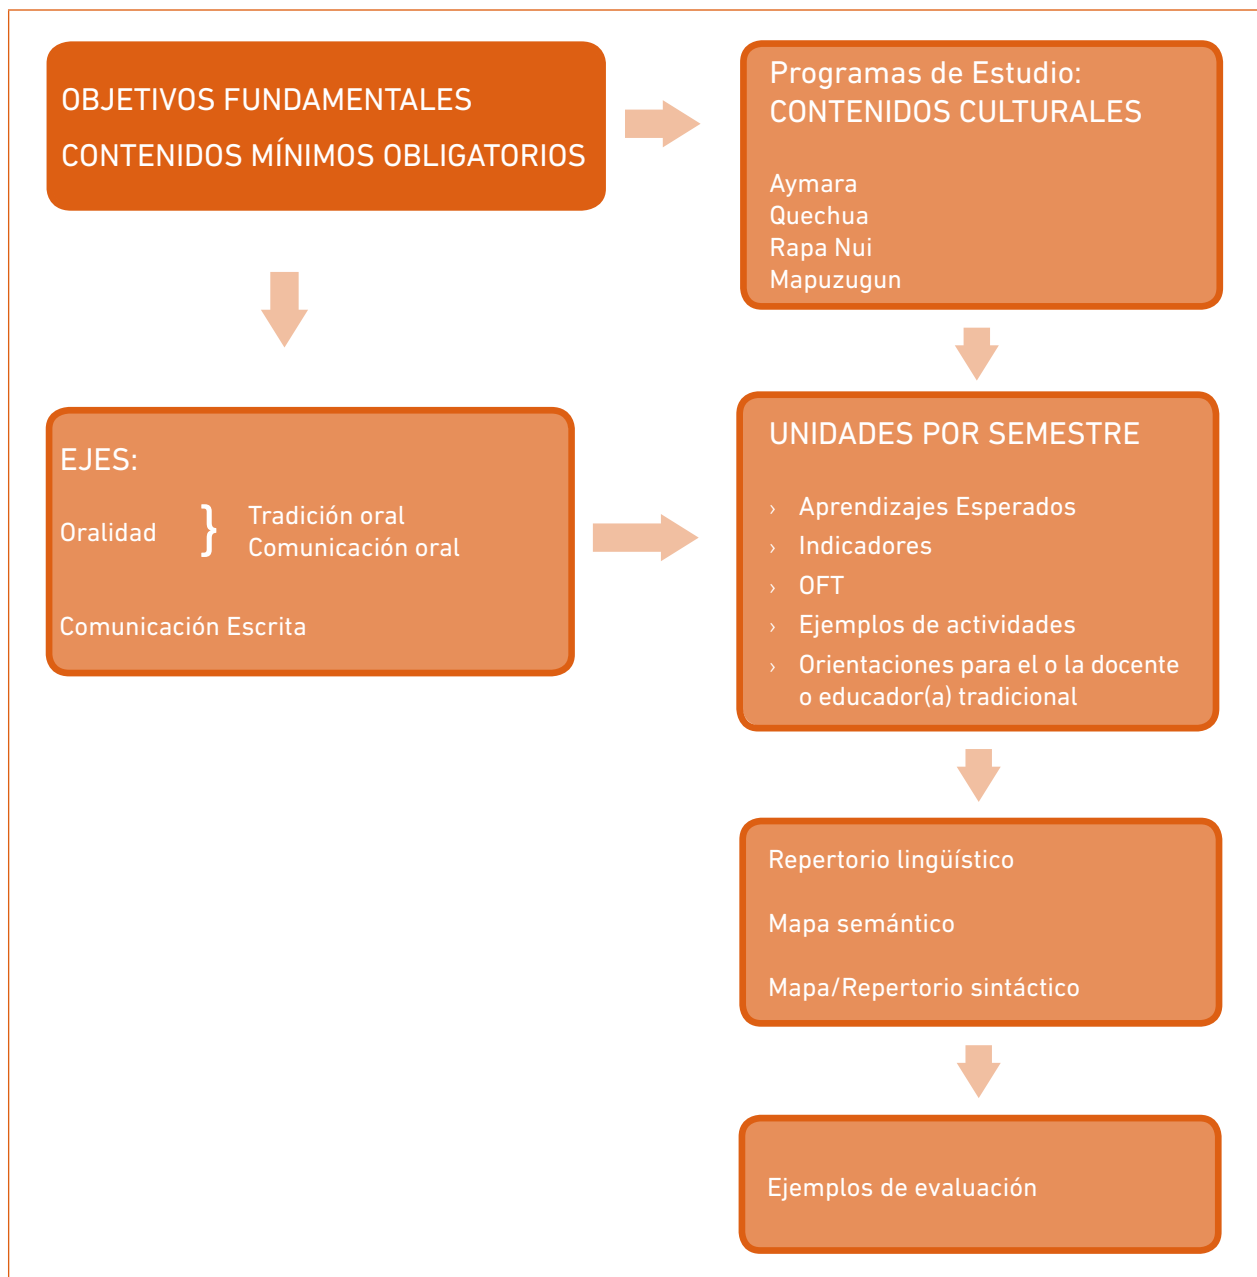 OBJETIVOS FUNDAMENTALES
CONTENIDOS MÍNIMOS OBLIGATORIOS
Programas de Estudio:
CONTENIDOS CULTURALES
Aymara
Quechua
Rapa Nui
Mapuzugun
EJES:
Oralidad } Tradición oral
Comunicación oral
Comunicación Escrita
UNIDADES POR SEMESTRE
› Aprendizajes Esperados
› Indicadores
› OFT
› Ejemplos de actividades
› Orientaciones para el o la docente
o educador(a) tradicional
Repertorio lingüístico
Mapa semántico
Mapa/Repertorio sintáctico
Ejemplos de evaluación